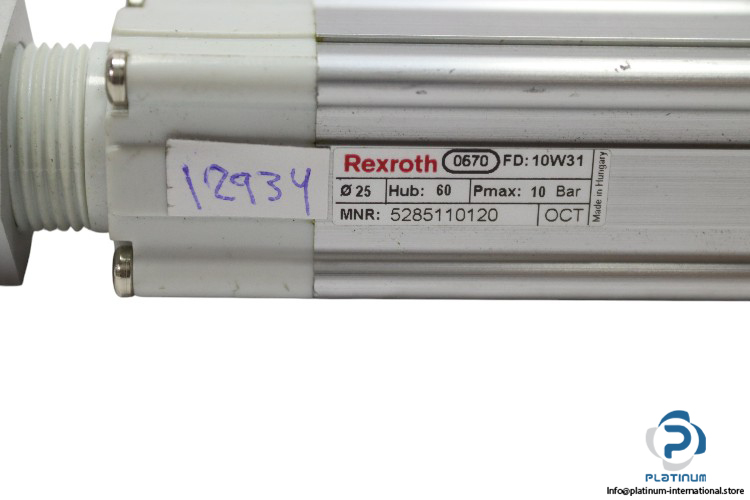 12934
Rexroth 0670 FD: 10W31
Ø 25 Hub: 60 Pmax: 10 Bar
MNR: 5285110120 OCT
Made in Hungary
PLATINUM
Info@platinum-international.store